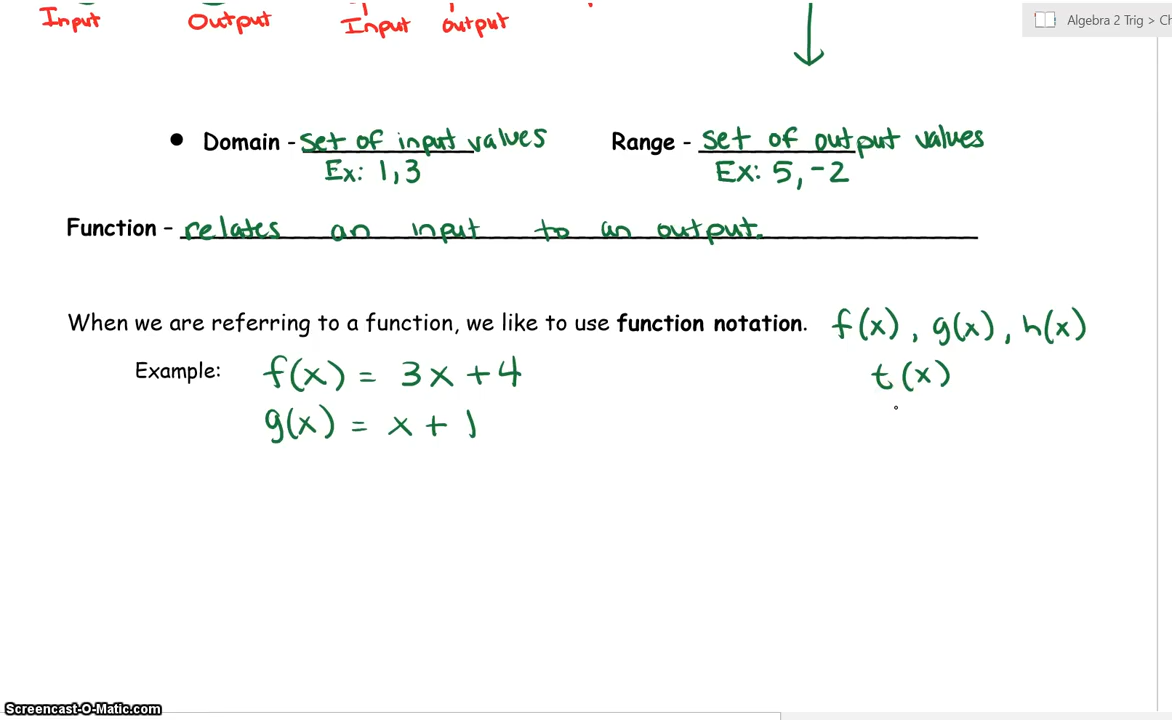 Input Output Input output
Algebra 2 Trig > Ch
• Domain - set of input values Range - set of output values
Ex: 1, 3 Ex: 5, -2
Function - relates an input to an output.
When we are referring to a function, we like to use function notation. f(x), g(x), h(x)
Example: f(x) = 3x + 4 t(x)
g(x) = x + 1
Screencast-O-Matic.com